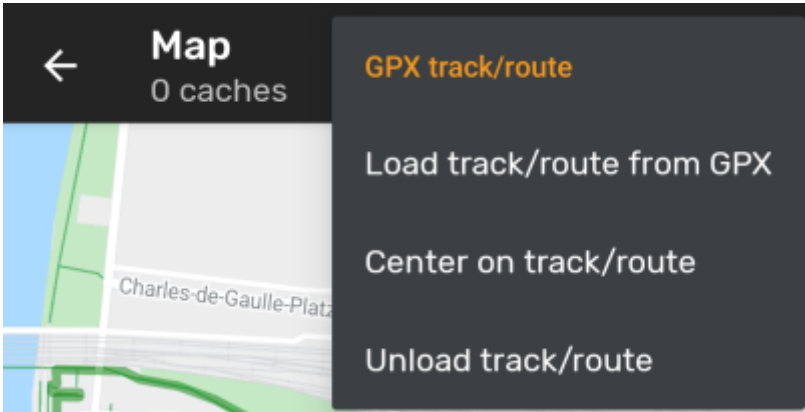 Map
0 caches
GPX track/route
Load track/route from GPX
Center on track/route
Unload track/route
Charles-de-Gaulle-Platz